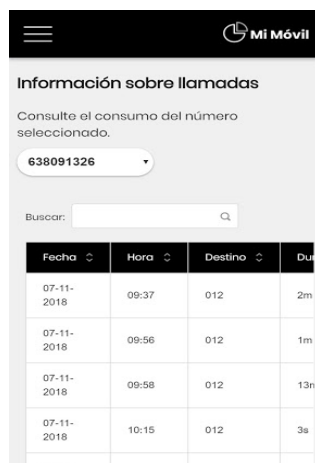 Mi Móvil
Información sobre llamadas
Consulte el consumo del número
seleccionado.
638091326
Buscar:
Fecha Hora Destino Du
07-11-
2018 09:37 012 2m
07-11-
2018 09:56 012 1m
07-11-
2018 09:58 012 13m
07-11-
2018 10:15 012 3s